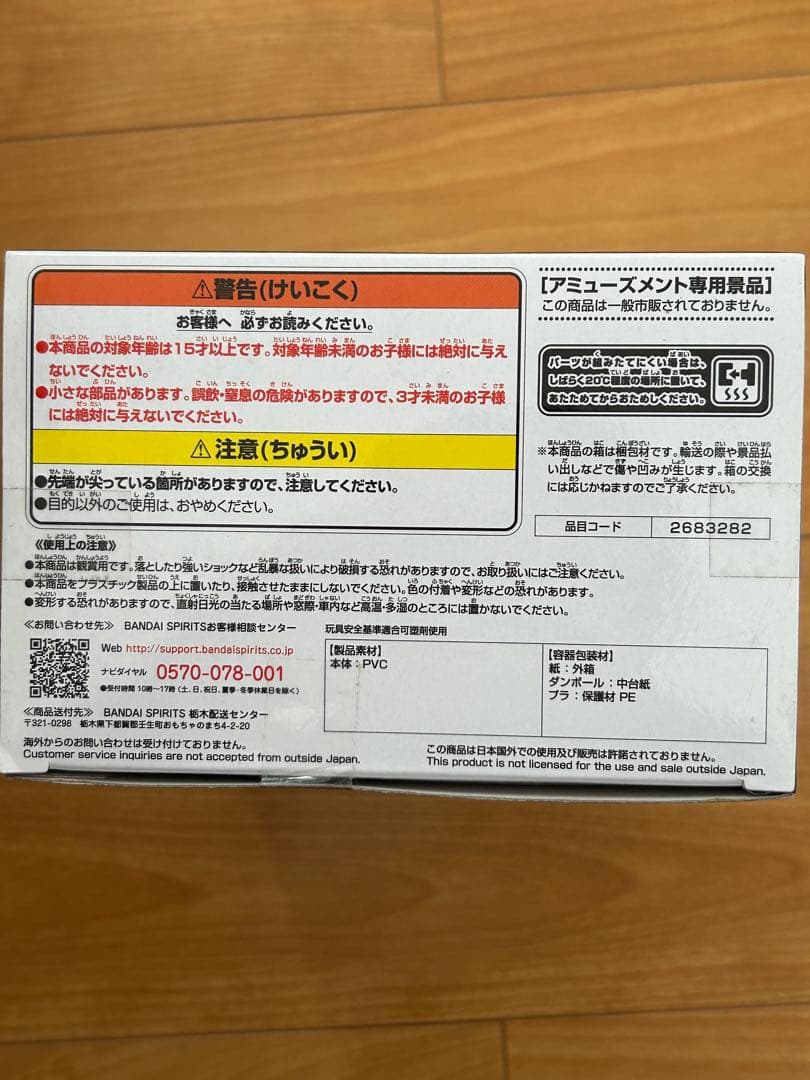 ⚠警告(けいこく)
お客様へ 必ずお読みください。
●本商品の対象年齢は15才以上です。対象年齢未満のお子様には絶対に与え
ないでください。
●小さな部品があります。誤飲・窒息の危険がありますので、3才未満のお子様
には絶対に与えないでください。
⚠注意(ちゅうい)
●先端が尖っている箇所がありますので、注意してください。
●目的以外のご使用は、おやめください。
[アミューズメント専用景品]
この商品は一般市販されておりません。
パーツが組みたてにくい場合は、
しばらく20℃程度の場所に置いて、
あたためてからおためしください。
※本商品の箱は梱包材です。輸送の際や景品払
い出しなどで傷や凹みが生じます。箱の交換
には応じかねますのでご了承ください。
品目コード 2683282
《使用上の注意》
●本商品は観賞用です。落としたり強いショックなど乱暴な扱いにより破損する恐れがありますので、お取り扱いにはご注意ください。
●本商品をプラスチック製品の上に置いたり、接触させたままにしないでください。色の付着や変形などの恐れがあります。
●変形する恐れがありますので、直射日光の当たる場所や窓際・車内など高温・多湿のところには置かないでください。
≪お問い合わせ先≫ BANDAI SPIRITSお客様相談センター
Web http://support.bandaispirits.co.jp
ナビダイヤル 0570-078-001
●受付時間 10時〜17時(土、日、祝日、夏季・冬季休業日を除く)
≪商品送付先≫ BANDAI SPIRITS 栃木配送センター
〒321-0298 栃木県下都賀郡壬生町おもちゃのまち4-2-20
海外からのお問い合わせは受け付けておりません。
Customer service inquiries are not accepted from outside Japan.
玩具安全基準適合可塑剤使用
【製品素材】
本体:PVC
【容器包装材】
紙:外箱
ダンボール:中台紙
プラ:保護材 PE
この商品は日本国外での使用及び販売は許諾されておりません。
This product is not licensed for the use and sale outside Japan.